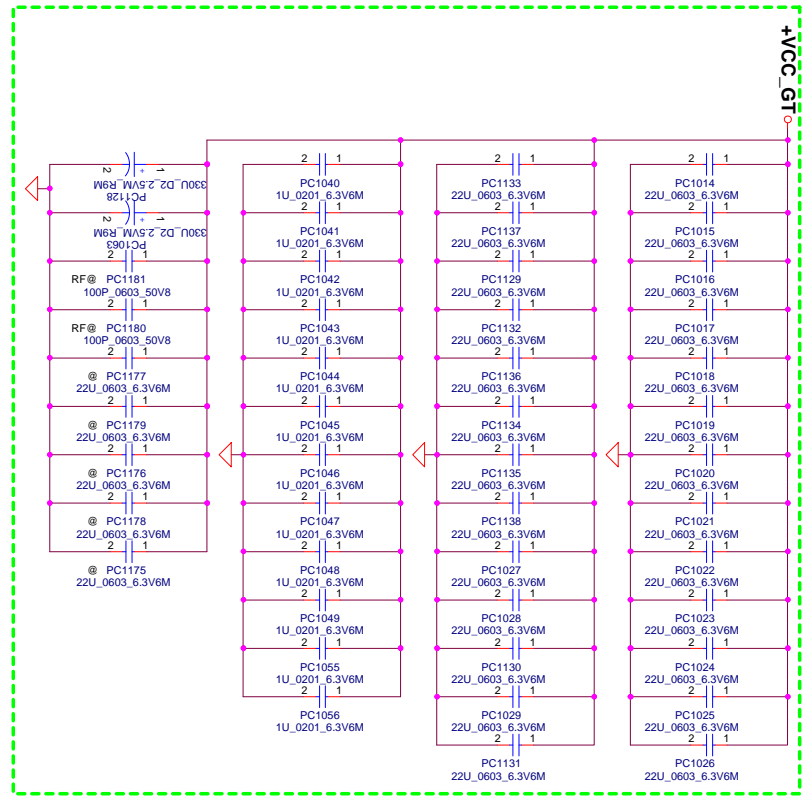 +VCC_GT
2 1
330U_D2_2.5VM_R9M
PC1128
2 1
330U_D2_2.5VM_R9M
PC1063
2 1
RF@ PC1181
100P_0603_50V8
2 1
RF@ PC1180
100P_0603_50V8
2 1
@ PC1177
22U_0603_6.3V6M
2 1
@ PC1179
22U_0603_6.3V6M
2 1
@ PC1176
22U_0603_6.3V6M
2 1
@ PC1178
22U_0603_6.3V6M
2 1
@ PC1175
22U_0603_6.3V6M
2 1
PC1040
1U_0201_6.3V6M
2 1
PC1041
1U_0201_6.3V6M
2 1
PC1042
1U_0201_6.3V6M
2 1
PC1043
1U_0201_6.3V6M
2 1
PC1044
1U_0201_6.3V6M
2 1
PC1045
1U_0201_6.3V6M
2 1
PC1046
1U_0201_6.3V6M
2 1
PC1047
1U_0201_6.3V6M
2 1
PC1048
1U_0201_6.3V6M
2 1
PC1049
1U_0201_6.3V6M
2 1
PC1055
1U_0201_6.3V6M
2 1
PC1056
1U_0201_6.3V6M
2 1
PC1133
22U_0603_6.3V6M
2 1
PC1137
22U_0603_6.3V6M
2 1
PC1129
22U_0603_6.3V6M
2 1
PC1132
22U_0603_6.3V6M
2 1
PC1136
22U_0603_6.3V6M
2 1
PC1134
22U_0603_6.3V6M
2 1
PC1135
22U_0603_6.3V6M
2 1
PC1138
22U_0603_6.3V6M
2 1
PC1027
22U_0603_6.3V6M
2 1
PC1028
22U_0603_6.3V6M
2 1
PC1130
22U_0603_6.3V6M
2 1
PC1029
22U_0603_6.3V6M
2 1
PC1131
22U_0603_6.3V6M
2 1
PC1014
22U_0603_6.3V6M
2 1
PC1015
22U_0603_6.3V6M
2 1
PC1016
22U_0603_6.3V6M
2 1
PC1017
22U_0603_6.3V6M
2 1
PC1018
22U_0603_6.3V6M
2 1
PC1019
22U_0603_6.3V6M
2 1
PC1020
22U_0603_6.3V6M
2 1
PC1021
22U_0603_6.3V6M
2 1
PC1022
22U_0603_6.3V6M
2 1
PC1023
22U_0603_6.3V6M
2 1
PC1024
22U_0603_6.3V6M
2 1
PC1025
22U_0603_6.3V6M
2 1
PC1026
22U_0603_6.3V6M